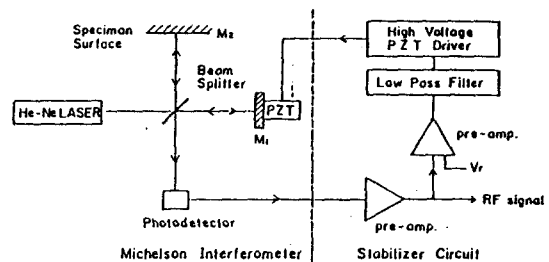 Specimen
Surface
M₂
High Voltage
PZT Driver
Beam
Splitter
Low Pass Filter
He-Ne LASER
PZT
M₁
pre-amp.
Vr
RF signal
Photodetector
pre-amp.
Michelson Interferometer
Stabilizer Circuit